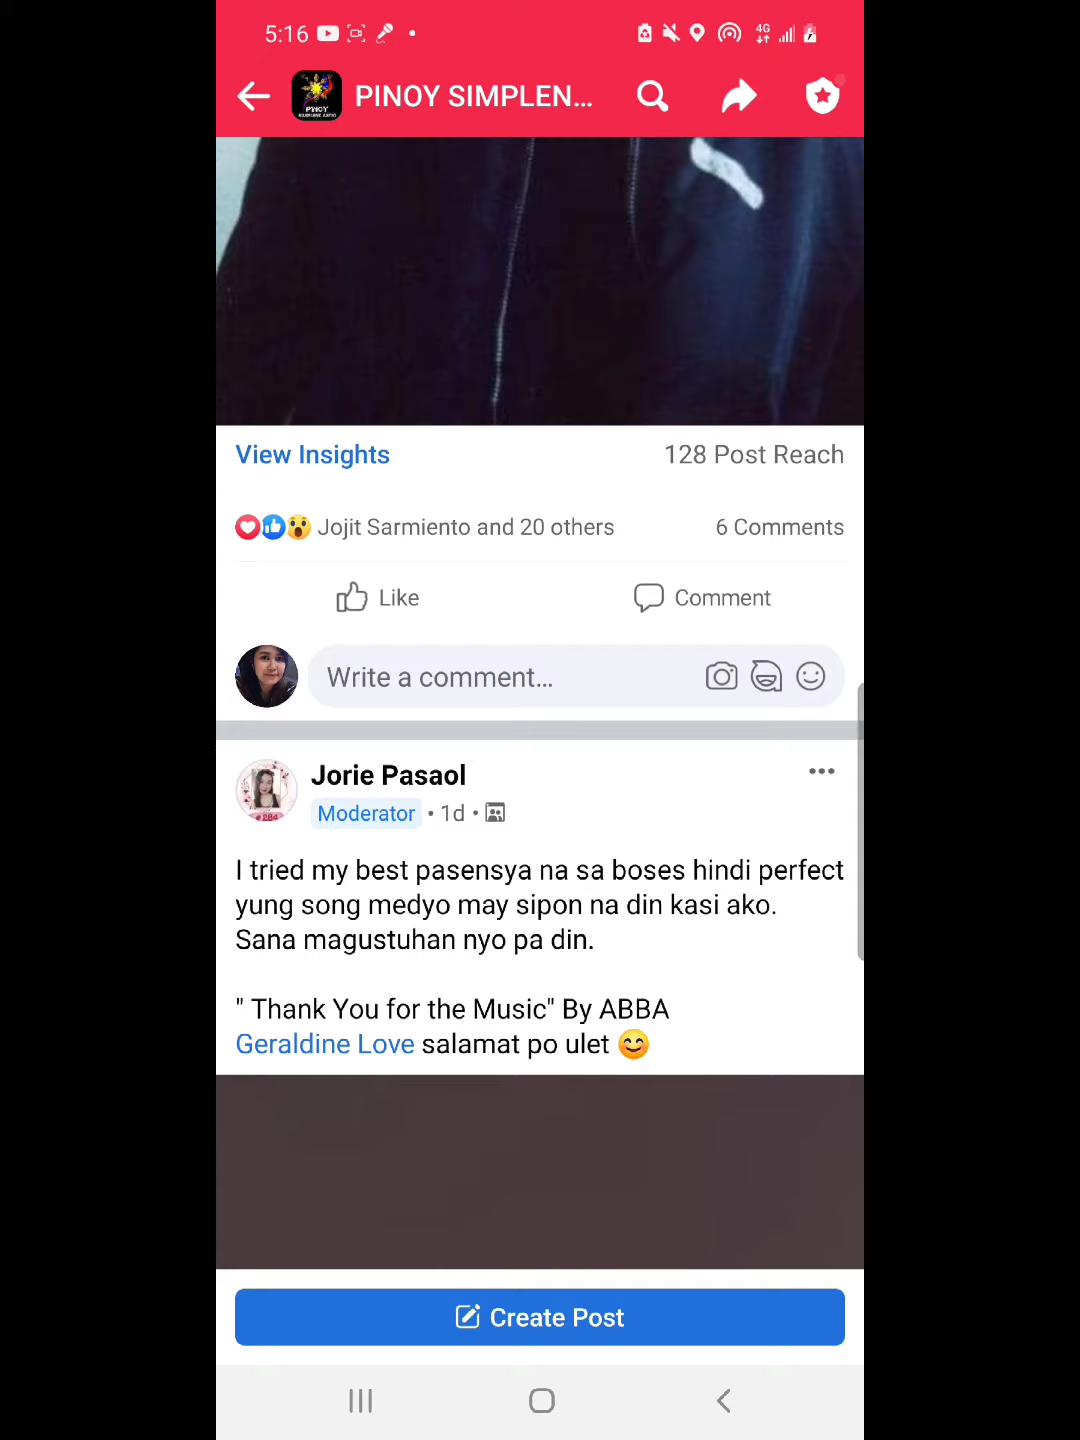 5:16
4G
PINOY SIMPLEN...
PINOY
View Insights
128 Post Reach
Jojit Sarmiento and 20 others
6 Comments
Like
Comment
Write a comment...
Jorie Pasaol
Moderator • 1d •
I tried my best pasensya na sa boses hindi perfect
yung song medyo may sipon na din kasi ako.
Sana magustuhan nyo pa din.
" Thank You for the Music" By ABBA
Geraldine Love salamat po ulet 😊
Create Post